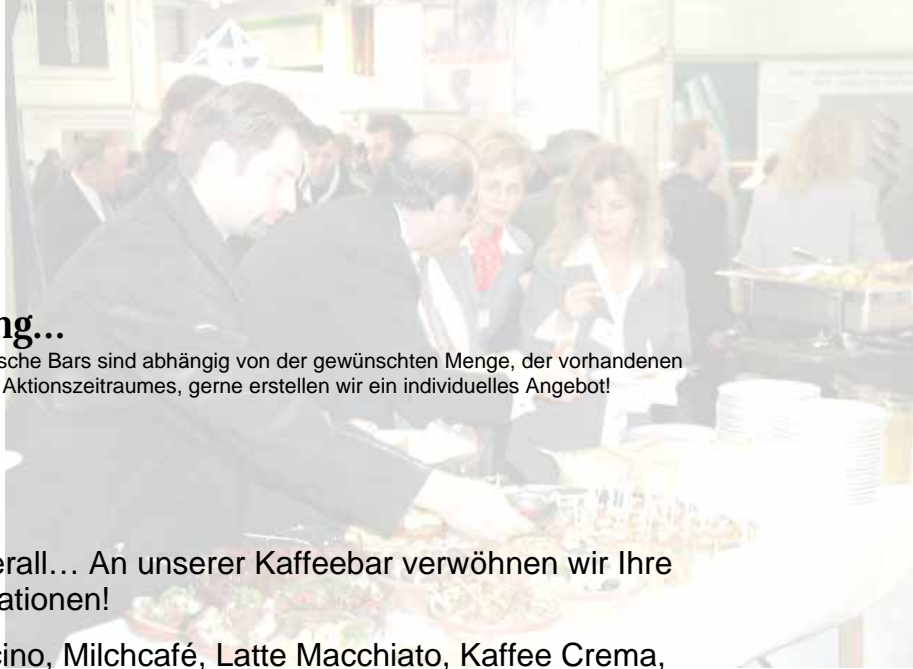 ng...
sche Bars sind abhängig von der gewünschten Menge, der vorhandenen
Aktionszeitraumes, gerne erstellen wir ein individuelles Angebot!
erall… An unserer Kaffeebar verwöhnen wir Ihre
ationen!
ino, Milchcafé, Latte Macchiato, Kaffee Crema,